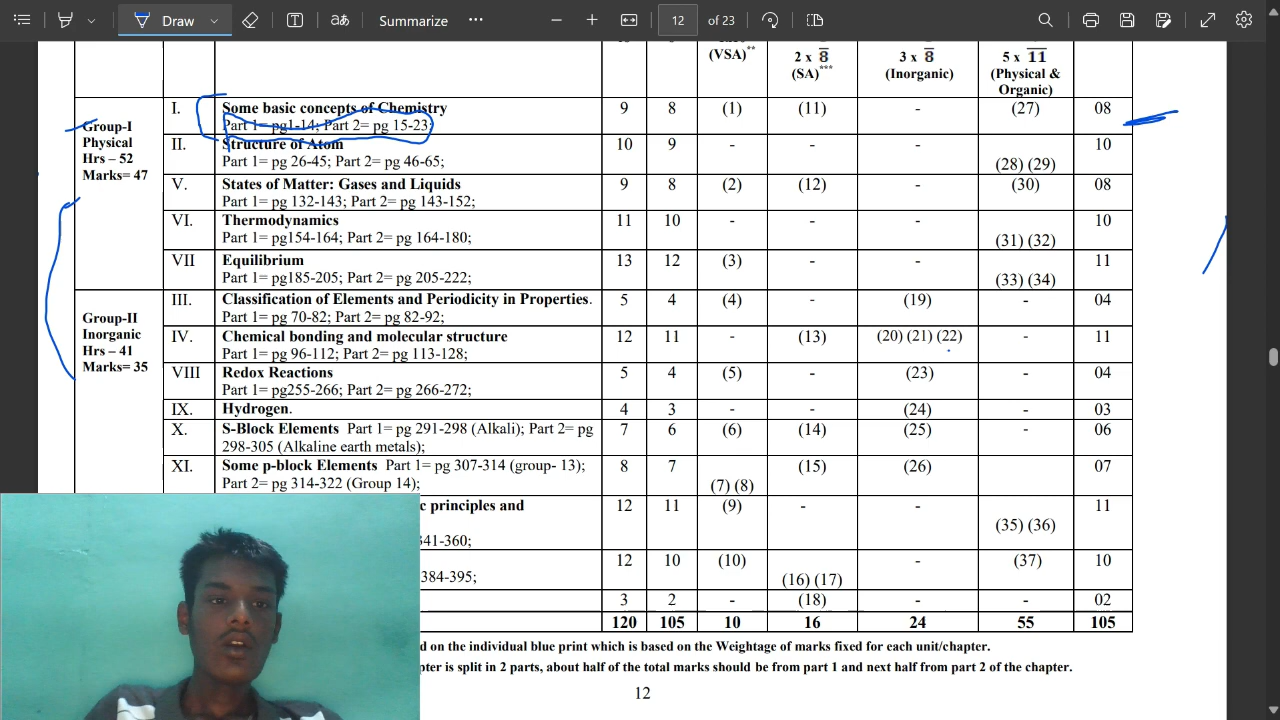 Draw
aあ
Summarize
12
of 23
(VSA)**
2 x 8̅
(SA)***
3 x 8̅
(Inorganic)
5 x 1̅1̅
(Physical &
Organic)
Group-I
Physical
Hrs – 52
Marks= 47
I.
Some basic concepts of Chemistry
Part 1= pg1-14; Part 2= pg 15-23;
9 8 (1) (11) - (27) 08
II.
Structure of Atom
Part 1= pg 26-45; Part 2= pg 46-65;
10 9 - - - (28) (29) 10
V.
States of Matter: Gases and Liquids
Part 1= pg 132-143; Part 2= pg 143-152;
9 8 (2) (12) - (30) 08
VI.
Thermodynamics
Part 1= pg154-164; Part 2= pg 164-180;
11 10 - - - (31) (32) 10
VII
Equilibrium
Part 1= pg185-205; Part 2= pg 205-222;
13 12 (3) - - (33) (34) 11
Group-II
Inorganic
Hrs – 41
Marks= 35
III.
Classification of Elements and Periodicity in Properties.
Part 1= pg 70-82; Part 2= pg 82-92;
5 4 (4) - (19) - 04
IV.
Chemical bonding and molecular structure
Part 1= pg 96-112; Part 2= pg 113-128;
12 11 - (13) (20) (21) (22) - 11
VIII
Redox Reactions
Part 1= pg255-266; Part 2= pg 266-272;
5 4 (5) - (23) - 04
IX.
Hydrogen.
4 3 - - (24) - 03
X.
S-Block Elements Part 1= pg 291-298 (Alkali); Part 2= pg
298-305 (Alkaline earth metals);
7 6 (6) (14) (25) - 06
XI.
Some p-block Elements Part 1= pg 307-314 (group- 13);
Part 2= pg 314-322 (Group 14);
8 7 (7) (8) (15) (26) 07
c principles and
341-360;
12 11 (9) - - (35) (36) 11
384-395;
12 10 (10) (16) (17) - (37) 10
3 2 - (18) - - 02
120 105 10 16 24 55 105
d on the individual blue print which is based on the Weightage of marks fixed for each unit/chapter.
pter is split in 2 parts, about half of the total marks should be from part 1 and next half from part 2 of the chapter.
12